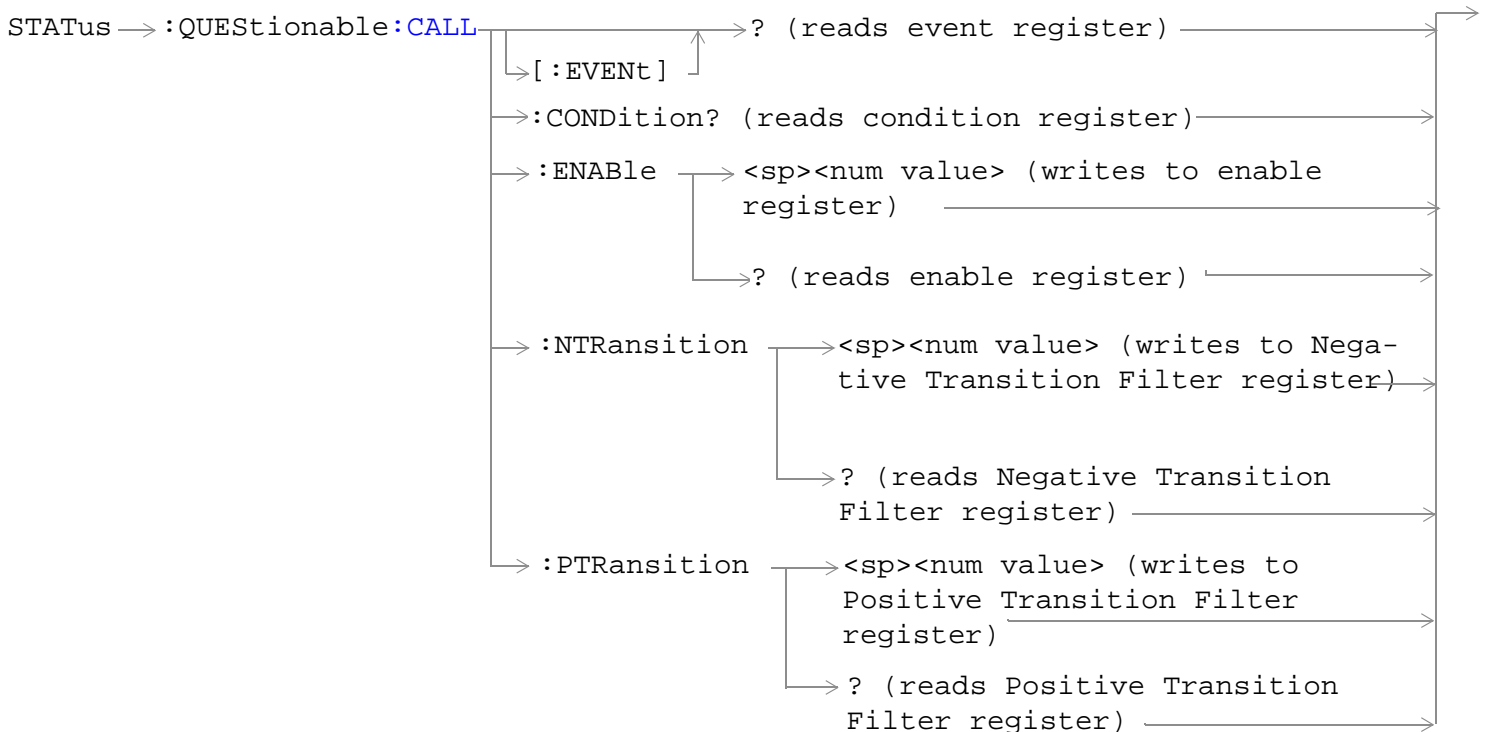 STATus :QUEStionable:CALL ? (reads event register)
[:EVENt]
:CONDition? (reads condition register)
:ENABle <sp><num value> (writes to enable
register)
? (reads enable register)
:NTRansition <sp><num value> (writes to Nega-
tive Transition Filter register)
? (reads Negative Transition
Filter register)
:PTRansition <sp><num value> (writes to
Positive Transition Filter
register)
? (reads Positive Transition
Filter register)